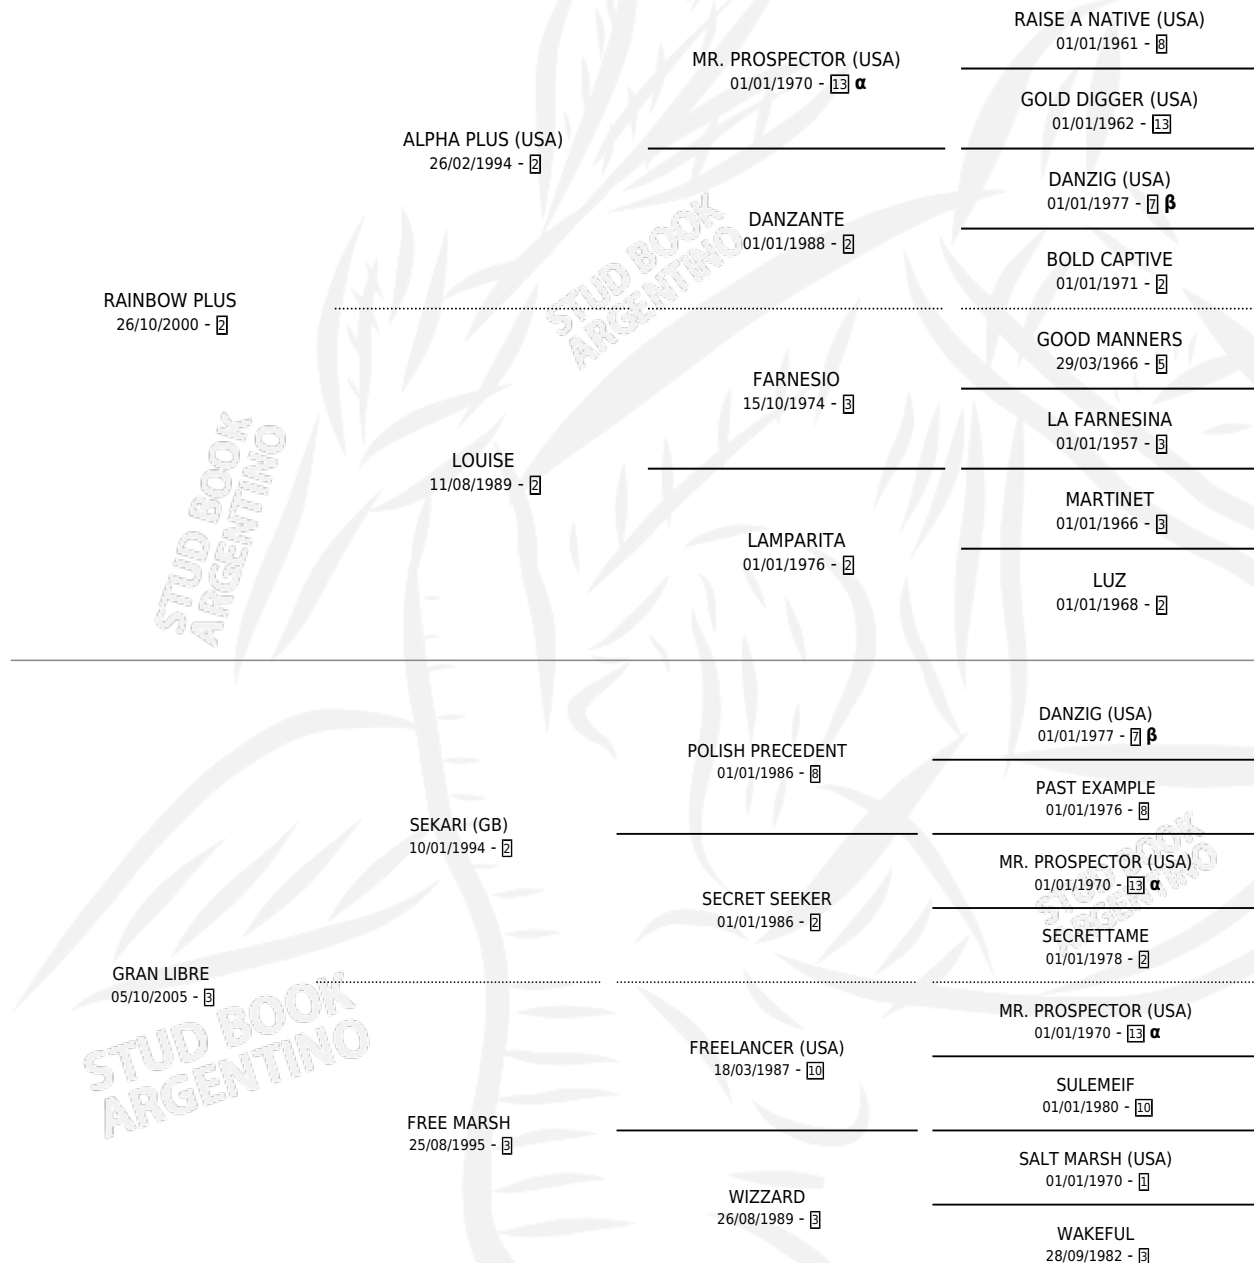 RAISE A NATIVE (USA)
01/01/1961 - 8
MR. PROSPECTOR (USA)
01/01/1970 - 13 α
GOLD DIGGER (USA)
01/01/1962 - 13
ALPHA PLUS (USA)
26/02/1994 - 2
DANZIG (USA)
01/01/1977 - 7 β
DANZANTE
01/01/1988 - 2
BOLD CAPTIVE
01/01/1971 - 2
RAINBOW PLUS
26/10/2000 - 2
GOOD MANNERS
29/03/1966 - 5
FARNESIO
15/10/1974 - 3
LA FARNESINA
01/01/1957 - 3
LOUISE
11/08/1989 - 2
MARTINET
01/01/1966 - 3
LAMPARITA
01/01/1976 - 2
LUZ
01/01/1968 - 2
DANZIG (USA)
01/01/1977 - 7 β
POLISH PRECEDENT
01/01/1986 - 8
PAST EXAMPLE
01/01/1976 - 8
SEKARI (GB)
10/01/1994 - 2
MR. PROSPECTOR (USA)
01/01/1970 - 13 α
SECRET SEEKER
01/01/1986 - 2
SECRETTAME
01/01/1978 - 2
GRAN LIBRE
05/10/2005 - 3
MR. PROSPECTOR (USA)
01/01/1970 - 13 α
FREELANCER (USA)
18/03/1987 - 10
SULEMEIF
01/01/1980 - 10
FREE MARSH
25/08/1995 - 3
SALT MARSH (USA)
01/01/1970 - 1
WIZZARD
26/08/1989 - 3
WAKEFUL
28/09/1982 - 3
STUD BOOK
ARGENTINO
STUD BOOK
ARGENTINO
STUD BOOK
ARGENTINO
STUD BOOK
ARGENTINO